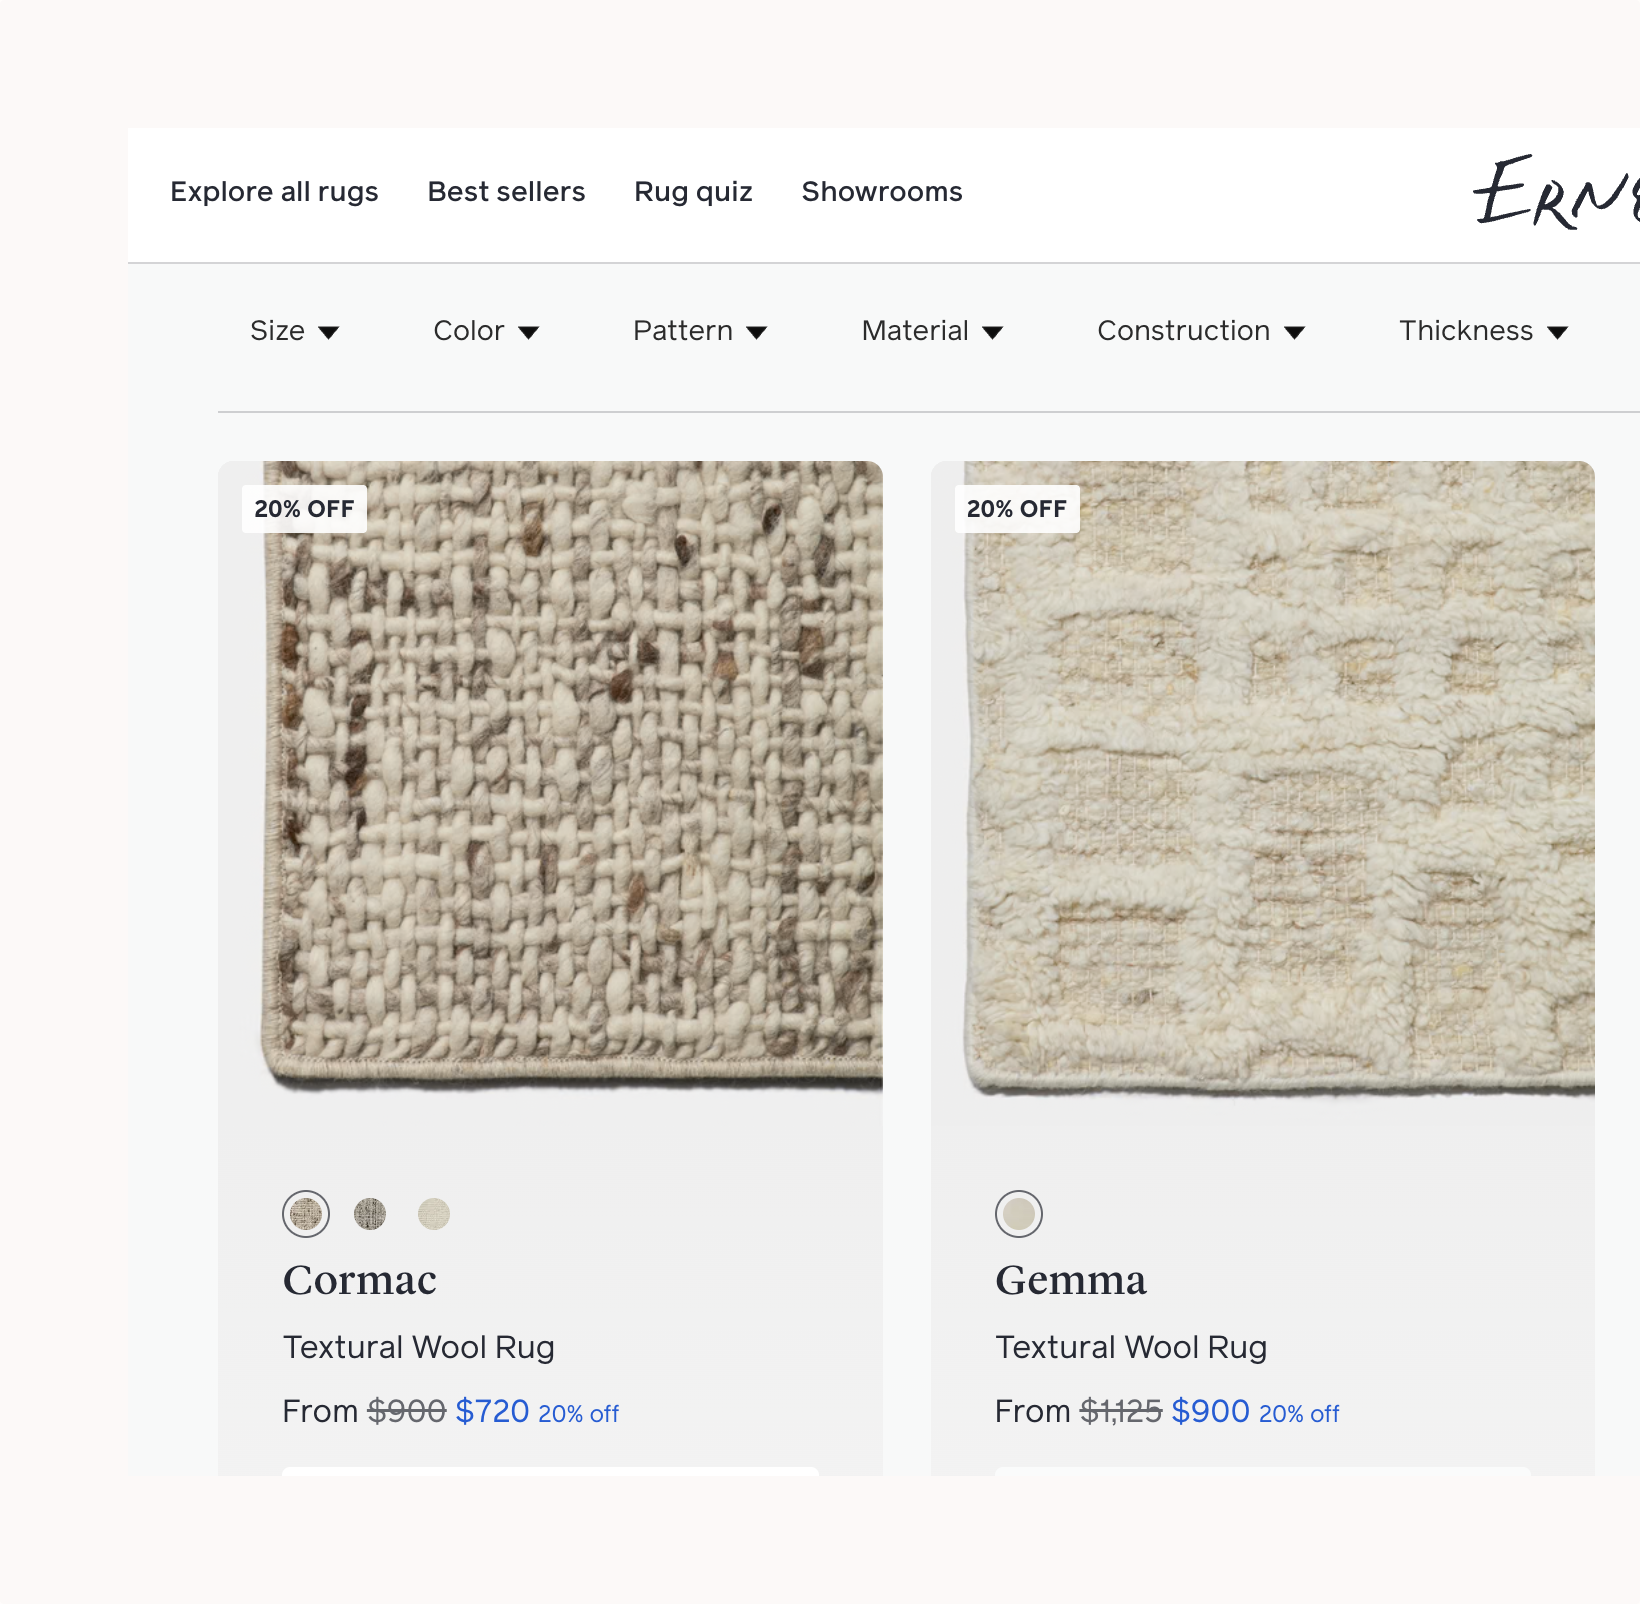 Explore all rugs Best sellers Rug quiz Showrooms
Size Color Pattern Material Construction Thickness
20% OFF
20% OFF
Cormac
Textural Wool Rug
From $900 $720 20% off
Gemma
Textural Wool Rug
From $1,125 $900 20% off